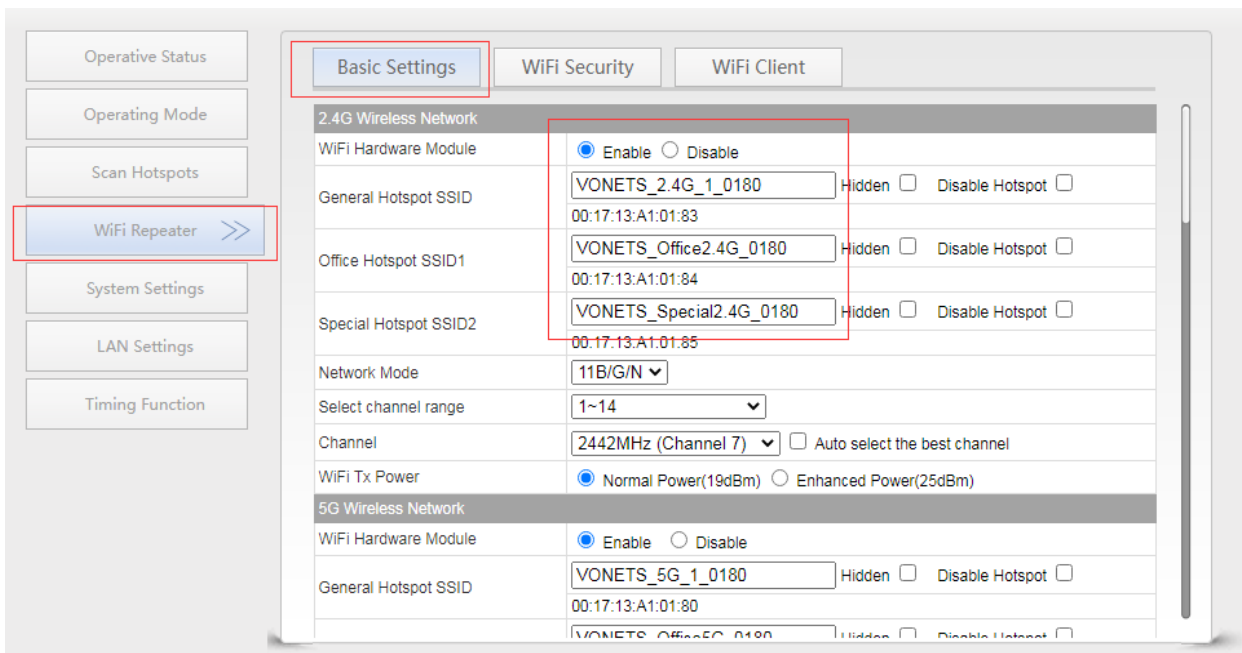 Operative Status
Operating Mode
Scan Hotspots
WiFi Repeater
System Settings
LAN Settings
Timing Function
Basic Settings WiFi Security WiFi Client
2.4G Wireless Network
WiFi Hardware Module Enable Disable
General Hotspot SSID VONETS_2.4G_1_0180 Hidden Disable Hotspot
00:17:13:A1:01:83
Office Hotspot SSID1 VONETS_Office2.4G_0180 Hidden Disable Hotspot
00:17:13:A1:01:84
Special Hotspot SSID2 VONETS_Special2.4G_0180 Hidden Disable Hotspot
00:17:13:A1:01:85
Network Mode 11B/G/N
Select channel range 1~14
Channel 2442MHz (Channel 7) Auto select the best channel
WiFi Tx Power Normal Power(19dBm) Enhanced Power(25dBm)
5G Wireless Network
WiFi Hardware Module Enable Disable
General Hotspot SSID VONETS_5G_1_0180 Hidden Disable Hotspot
00:17:13:A1:01:80
VONETS_Office5G_0180 Hidden Disable Hotspot